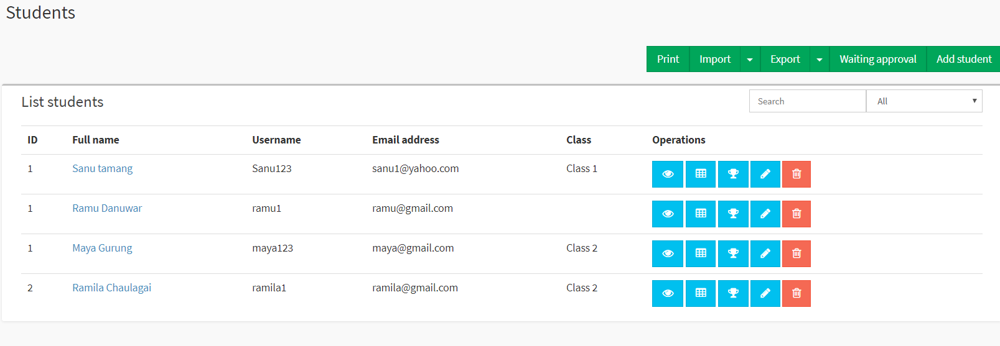 Students
Print Import Export Waiting approval Add student
List students Search All
ID Full name Username Email address Class Operations
1 Sanu tamang Sanu123 sanu1@yahoo.com Class 1
1 Ramu Danuwar ramu1 ramu@gmail.com
1 Maya Gurung maya123 maya@gmail.com Class 2
2 Ramila Chaulagai ramila1 ramila@gmail.com Class 2